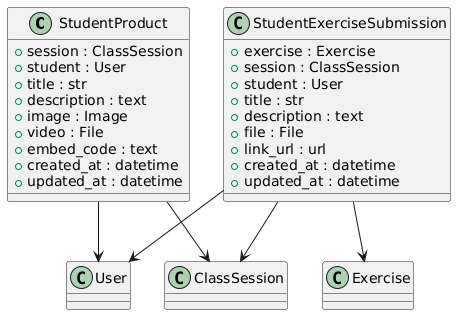 C StudentProduct
+ session : ClassSession
+ student : User
+ title : str
+ description : text
+ image : Image
+ video : File
+ embed_code : text
+ created_at : datetime
+ updated_at : datetime
C StudentExerciseSubmission
+ exercise : Exercise
+ session : ClassSession
+ student : User
+ title : str
+ description : text
+ file : File
+ link_url : url
+ created_at : datetime
+ updated_at : datetime
C User
C ClassSession
C Exercise